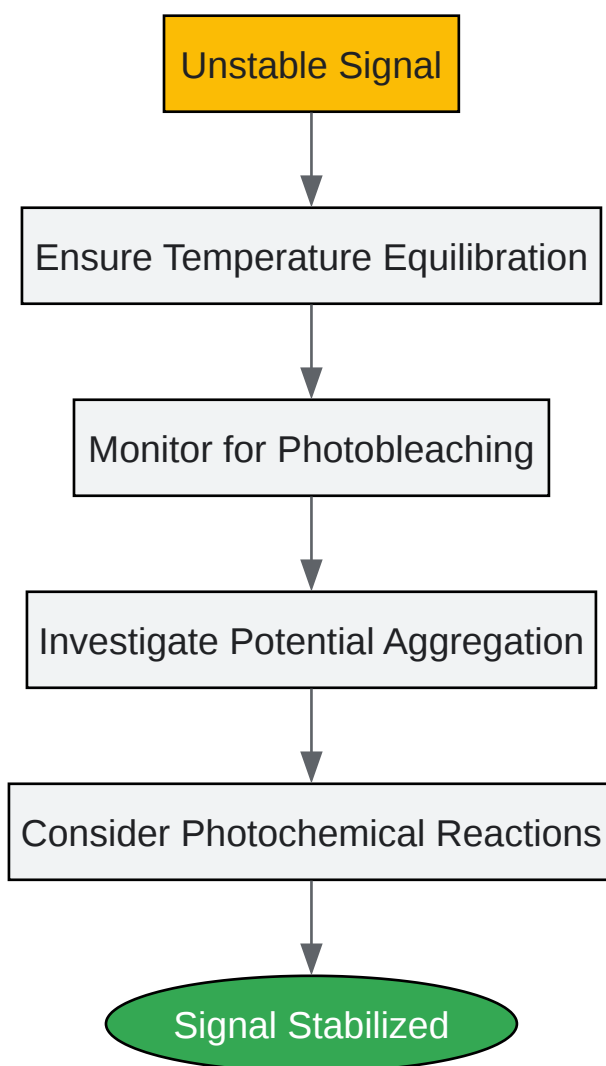 Unstable Signal
Ensure Temperature Equilibration
Monitor for Photobleaching
Investigate Potential Aggregation
Consider Photochemical Reactions
Signal Stabilized